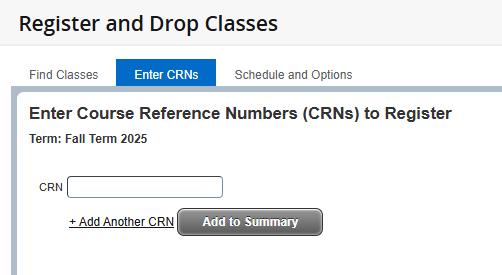 Register and Drop Classes
Find Classes Enter CRNs Schedule and Options
Enter Course Reference Numbers (CRNs) to Register
Term: Fall Term 2025
CRN
+ Add Another CRN Add to Summary